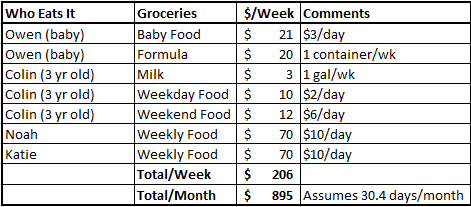 Who Eats It Groceries $/Week Comments
Owen (baby) Baby Food $ 21 $3/day
Owen (baby) Formula $ 20 1 container/wk
Colin (3 yr old) Milk $ 3 1 gal/wk
Colin (3 yr old) Weekday Food $ 10 $2/day
Colin (3 yr old) Weekend Food $ 12 $6/day
Noah Weekly Food $ 70 $10/day
Katie Weekly Food $ 70 $10/day
Total/Week $ 206
Total/Month $ 895 Assumes 30.4 days/month